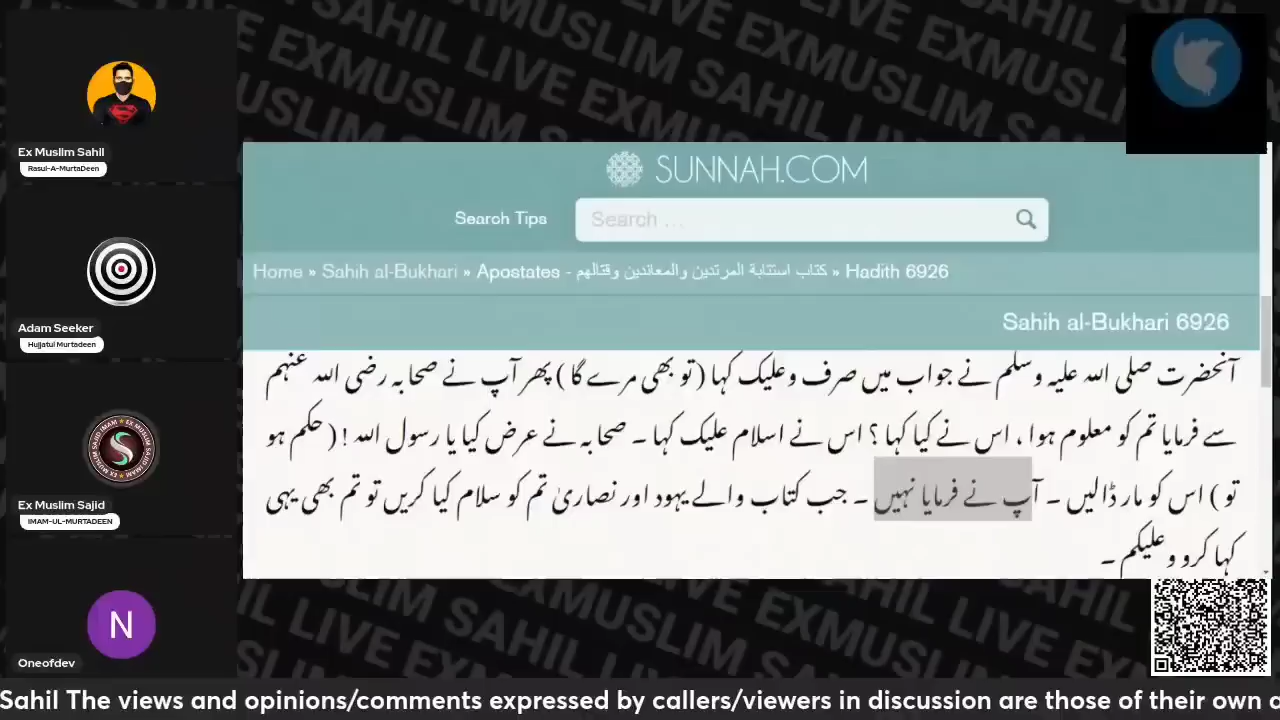 Ex Muslim Sahil
Rasul-A-MurtaDeen
Adam Seeker
Hujjatul Murtadeen
Ex Muslim Sajid
IMAM-UL-MURTADEEN
N
Oneofdev
SUNNAH.COM
Search Tips
Search ...
Home » Sahih al-Bukhari » Apostates - كتاب استتابة المرتدين والمعاندين وقتالهم » Hadith 6926
Sahih al-Bukhari 6926
آنحضرت صلی اللہ علیہ وسلم نے جواب میں صرف وعلیک کہا ( تو بھی مرے گا ) پھر آپ نے صحابہ رضی اللہ عنہم
سے فرمایا تم کو معلوم ہوا ، اس نے کیا کہا ؟ اس نے اسلام علیک کہا ۔ صحابہ نے عرض کیا یا رسول اللہ ! ( حکم ہو
تو ) اس کو مار ڈالیں ۔ آپ نے فرمایا نہیں ۔ جب کتاب والے یہود اور نصاریٰ تم کو سلام کیا کریں تو تم بھی یہی
کہا کرو وعلیکم ۔
Sahil The views and opinions/comments expressed by callers/viewers in discussion are those of their own